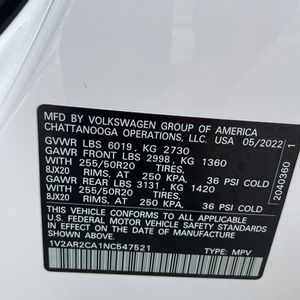 MFD. BY VOLKSWAGEN GROUP OF AMERICA
CHATTANOOGA OPERATIONS, LLC. USA 05/2022
GVWR LBS 6019, KG 2730
GAWR FRONT LBS 2998, KG 1360
WITH 255/50R20 TIRES,
8JX20 RIMS, AT 250 KPA. 36 PSI COLD
GAWR REAR LBS 3131, KG 1420
WITH 255/50R20 TIRES,
8JX20 RIMS, AT 250 KPA. 36 PSI COLD
THIS VEHICLE CONFORMS TO ALL APPLICABLE
U.S. FEDERAL MOTOR VEHICLE SAFETY STANDARDS
IN EFFECT ON THE DATE OF MANUFACTURE SHOWN ABOVE.
1V2AR2CA1NC547521 TYPE: MPV
2040360 1